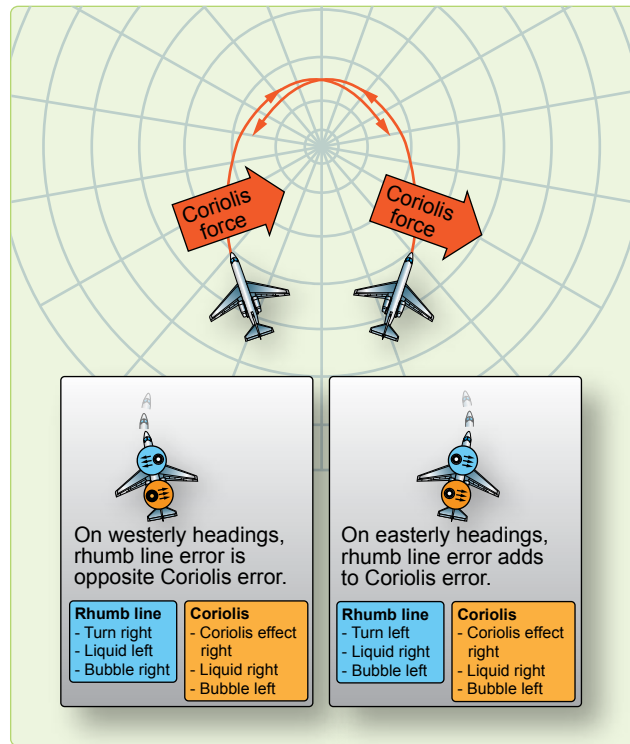 Coriolis
force
Coriolis
force
On westerly headings,
rhumb line error is
opposite Coriolis error.
Rhumb line
- Turn right
- Liquid left
- Bubble right
Coriolis
- Coriolis effect
right
- Liquid right
- Bubble left
On easterly headings,
rhumb line error adds
to Coriolis error.
Rhumb line
- Turn left
- Liquid right
- Bubble left
Coriolis
- Coriolis effect
right
- Liquid right
- Bubble left